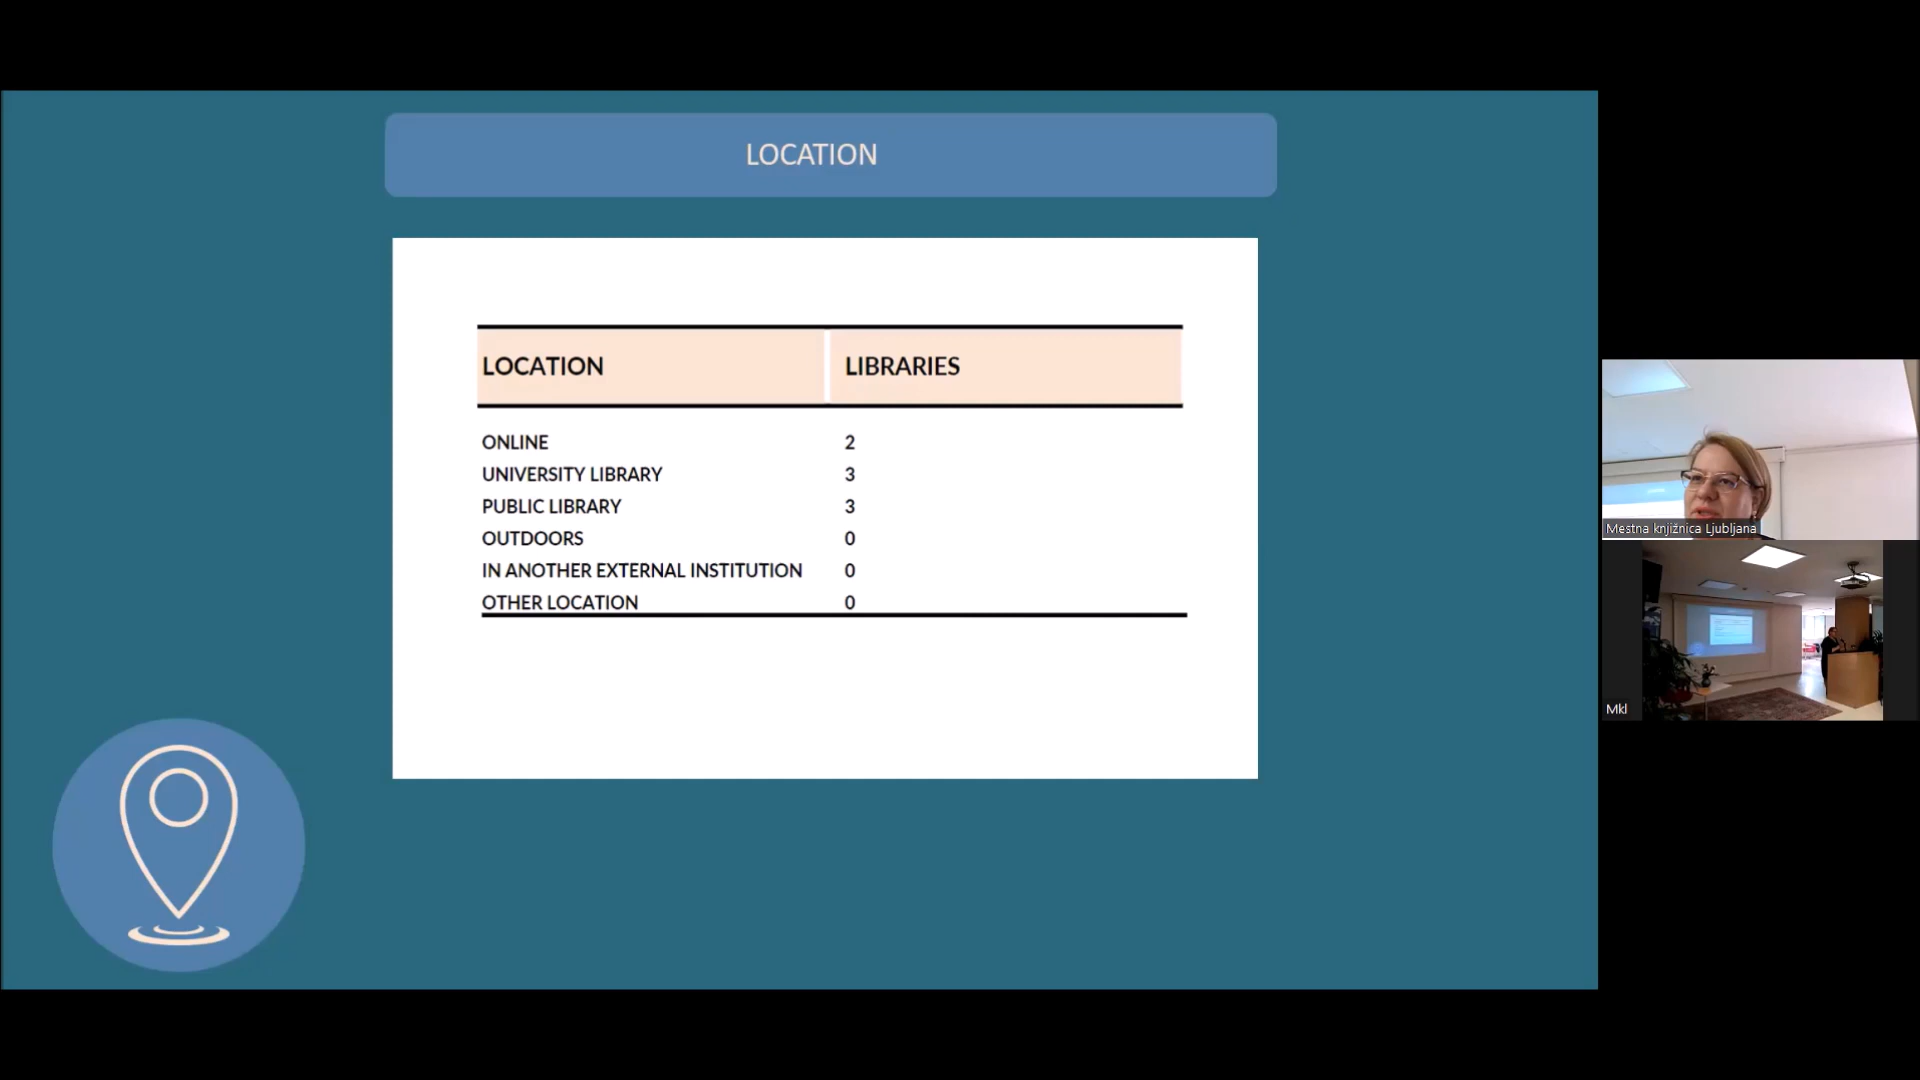 LOCATION
LOCATION LIBRARIES
ONLINE 2
UNIVERSITY LIBRARY 3
PUBLIC LIBRARY 3
OUTDOORS 0
IN ANOTHER EXTERNAL INSTITUTION 0
OTHER LOCATION 0
Mestna knjižnica Ljubljana
Mkl